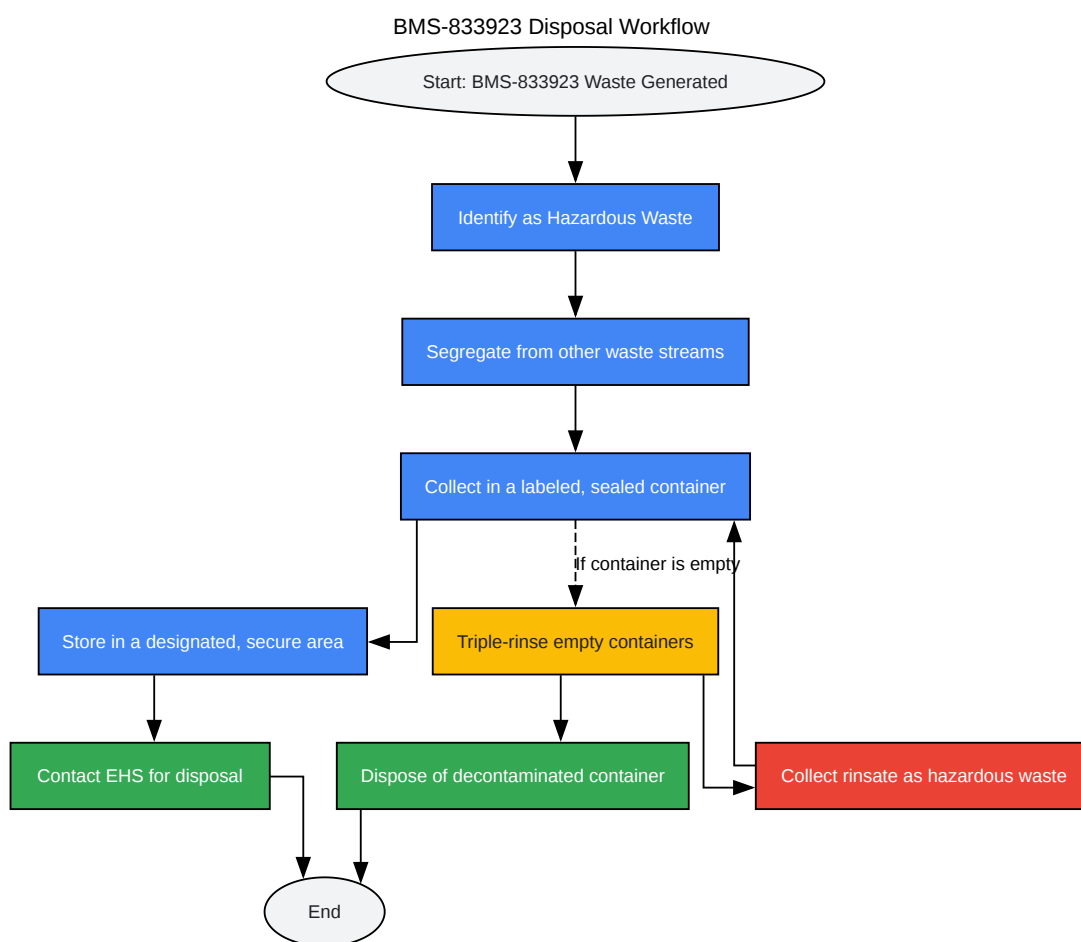 BMS-833923 Disposal Workflow
Start: BMS-833923 Waste Generated
Identify as Hazardous Waste
Segregate from other waste streams
Collect in a labeled, sealed container
If container is empty
Store in a designated, secure area
Triple-rinse empty containers
Contact EHS for disposal
Dispose of decontaminated container
Collect rinsate as hazardous waste
End